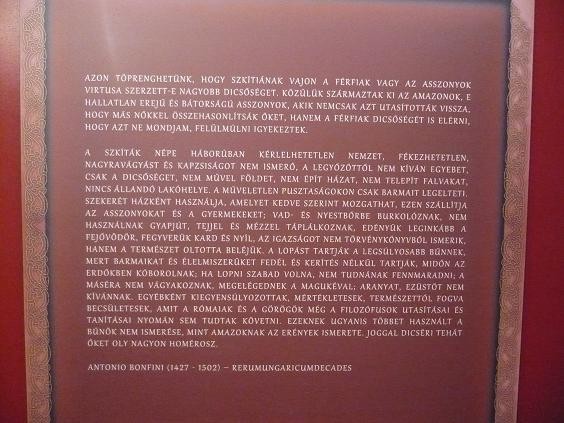 AZON TÖPRENGHETÜNK, HOGY SZKÍTIÁNAK VAJON A FÉRFIAK VAGY AZ ASSZONYOK
VIRTUSA SZERZETT-E NAGYOBB DICSŐSÉGET. KÖZÜLÜK SZÁRMAZTAK KI AZ AMAZONOK, E
HALLATLAN EREJŰ ÉS BÁTORSÁGÚ ASSZONYOK, AKIK NEMCSAK AZT UTASÍTOTTÁK VISSZA,
HOGY MÁS NŐKKEL ÖSSZEHASONLÍTSÁK ŐKET, HANEM A FÉRFIAK DICSŐSÉGÉT IS ELÉRNI,
HOGY AZT NE MONDJAM, FELÜLMÚLNI IGYEKEZTEK.
A SZKÍTÁK NÉPE HÁBORÚBAN KÉRLELHETETLEN NEMZET, FÉKEZHETETLEN,
NAGYRAVÁGYÁST ÉS KAPZSISÁGOT NEM ISMERŐ, A LEGYŐZÖTTŐL NEM KÍVÁN EGYEBET,
CSAK A DICSŐSÉGET, NEM MŰVEL FÖLDET, NEM ÉPÍT HÁZAT, NEM TELEPÍT FALVAKAT,
NINCS ÁLLANDÓ LAKÓHELYE. A MŰVELETLEN PUSZTASÁGOKON CSAK BARMAIT LEGELTETI,
SZEKERÉT HÁZKÉNT HASZNÁLJA, AMELYET KEDVE SZERINT MOZGATHAT, EZEN SZÁLLÍTJA
AZ ASSZONYOKAT ÉS A GYERMEKEKET; VAD- ÉS NYESTBŐRBE BURKOLÓZNAK, NEM
HASZNÁLNAK GYAPJÚT, TEJJEL ÉS MÉZZEL TÁPLÁLKOZNAK, EDÉNYÜK LEGINKÁBB A
FEJŐVÖDÖR, FEGYVERÜK KARD ÉS NYÍL, AZ IGAZSÁGOT NEM TÖRVÉNYKÖNYVBŐL ISMERIK,
HANEM A TERMÉSZET OLTOTTA BELÉJÜK. A LOPÁST TARTJÁK A LEGSÚLYOSABB BŰNNEK,
MERT BARMAIKAT ÉS ÉLELMISZERÜKET FEDÉL ÉS KERÍTÉS NÉLKÜL TARTJÁK, MIDŐN AZ
ERDŐKBEN KÓBOROLNAK; HA LOPNI SZABAD VOLNA, NEM TUDNÁNAK FENNMARADNI; A
MÁSÉRA NEM VÁGYAKOZNAK, MEGELÉGEDNEK A MAGUKÉVAL; ARANYAT, EZÜSTÖT NEM
KÍVÁNNAK. EGYÉBKÉNT KIEGYENSÚLYOZOTTAK, MÉRTÉKLETESEK, TERMÉSZETTŐL FOGVA
BECSÜLETESEK, AMIT A RÓMAIAK ÉS A GÖRÖGÖK MÉG A FILOZÓFUSOK UTASÍTÁSAI ÉS
TANÍTÁSAI NYOMÁN SEM TUDTAK KÖVETNI. EZEKNEK UGYANIS TÖBBET HASZNÁLT A
BŰNÖK NEM ISMERÉSE, MINT AMAZOKNAK AZ ERÉNYEK ISMERETE. JOGGAL DICSÉRI TEHÁT
ŐKET OLY NAGYON HOMÉROSZ.
ANTONIO BONFINI (1427 - 1502) – RERUMUNGARICUMDECADES